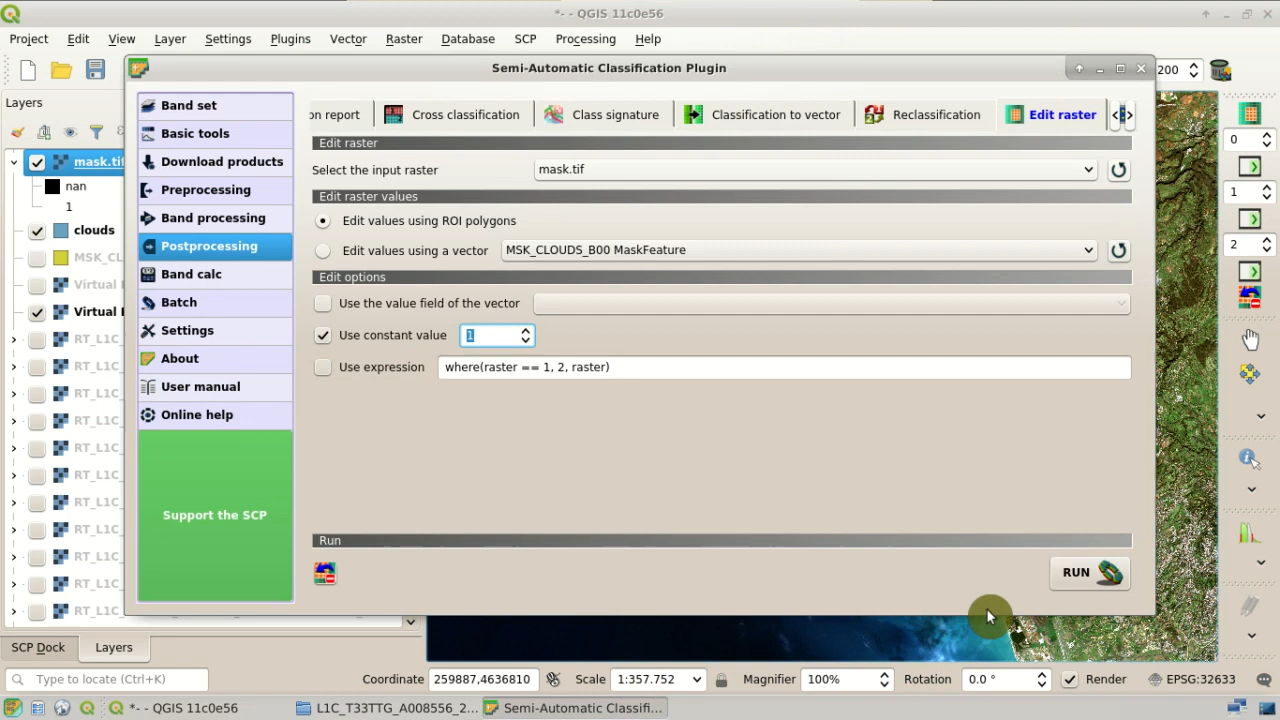 *- - QGIS 11c0e56
Project Edit View Layer Settings Plugins Vector Raster Database SCP Processing Help
Semi-Automatic Classification Plugin
200
Layers
Band set
Basic tools
Download products
Preprocessing
Band processing
Postprocessing
Band calc
Batch
Settings
About
User manual
Online help
Support the SCP
on report Cross classification Class signature Classification to vector Reclassification Edit raster
Edit raster
Select the input raster mask.tif
Edit raster values
Edit values using ROI polygons
Edit values using a vector MSK_CLOUDS_B00 MaskFeature
Edit options
Use the value field of the vector
Use constant value 1
Use expression where(raster == 1, 2, raster)
Run
RUN
mask.tif
nan
1
clouds
MSK_CL
Virtual
Virtual
RT_L1C
RT_L1C
RT_L1C
RT_L1C
RT_L1C
RT_L1C
RT_L1C
RT_L1C
RT_L1C
RT_L1C
RT_L1C
0
1
2
SCP Dock Layers
Type to locate (Ctrl+K) Coordinate 259887,4636810 Scale 1:357.752 Magnifier 100% Rotation 0.0 ° Render EPSG:32633
*- - QGIS 11c0e56 L1C_T33TTG_A008556_2... Semi-Automatic Classifi...